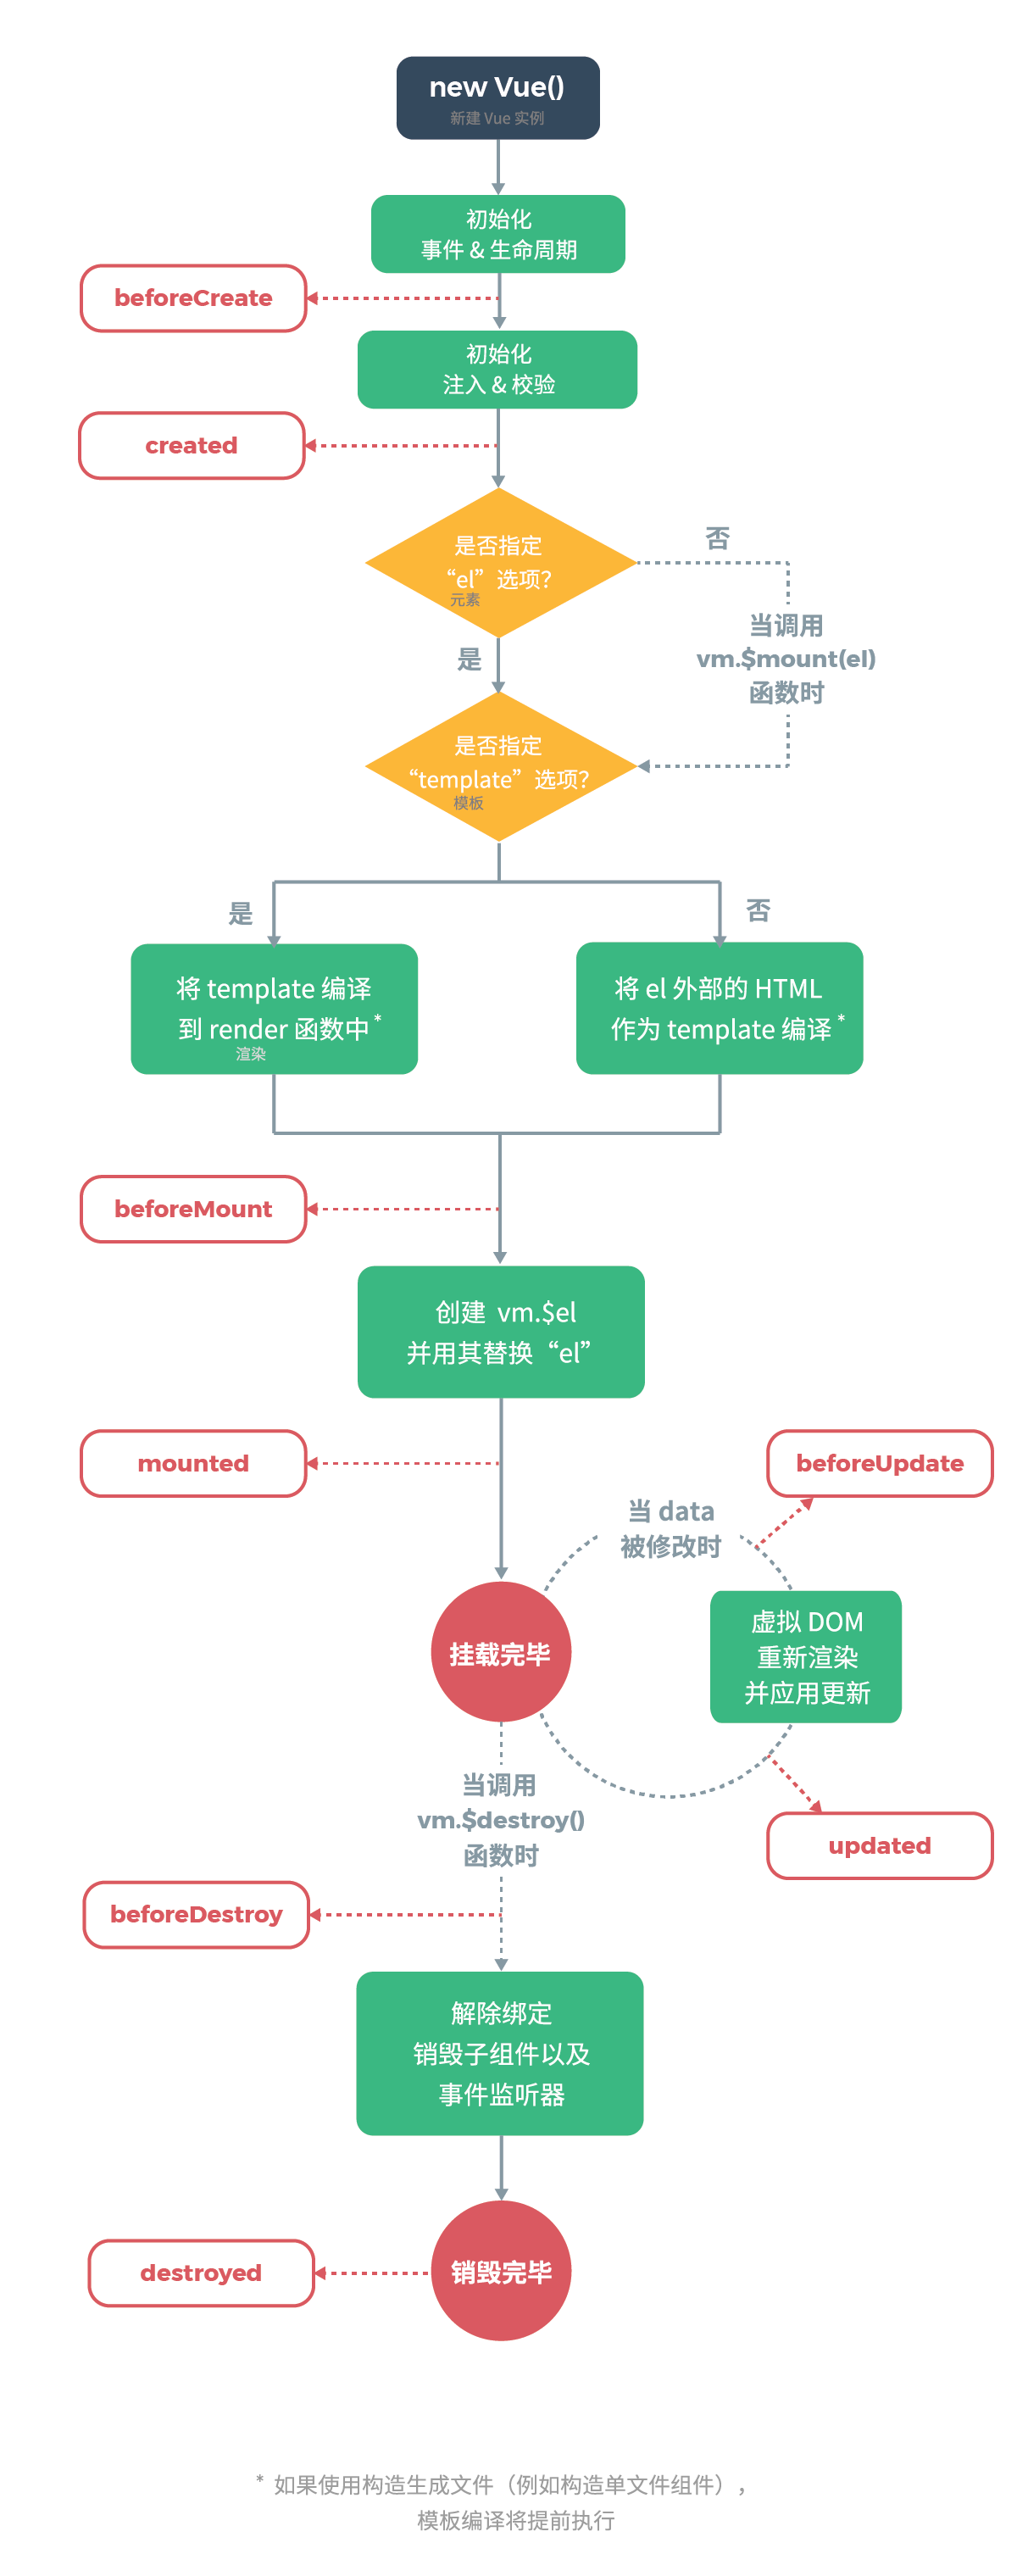 new Vue()
新建 Vue 实例
初始化
事件 & 生命周期
beforeCreate
初始化
注入 & 校验
created
是否指定
“el”选项?
元素
否
当调用
vm.$mount(el)
函数时
是
是否指定
“template”选项?
模板
是
否
将 template 编译
到 render 函数中*
渲染
将 el 外部的 HTML
作为 template 编译*
beforeMount
创建 vm.$el
并用其替换“el”
mounted
beforeUpdate
当 data
被修改时
挂载完毕
虚拟 DOM
重新渲染
并应用更新
当调用
vm.$destroy()
函数时
updated
beforeDestroy
解除绑定
销毁子组件以及
事件监听器
destroyed
销毁完毕
* 如果使用构造生成文件（例如构造单文件组件），
模板编译将提前执行